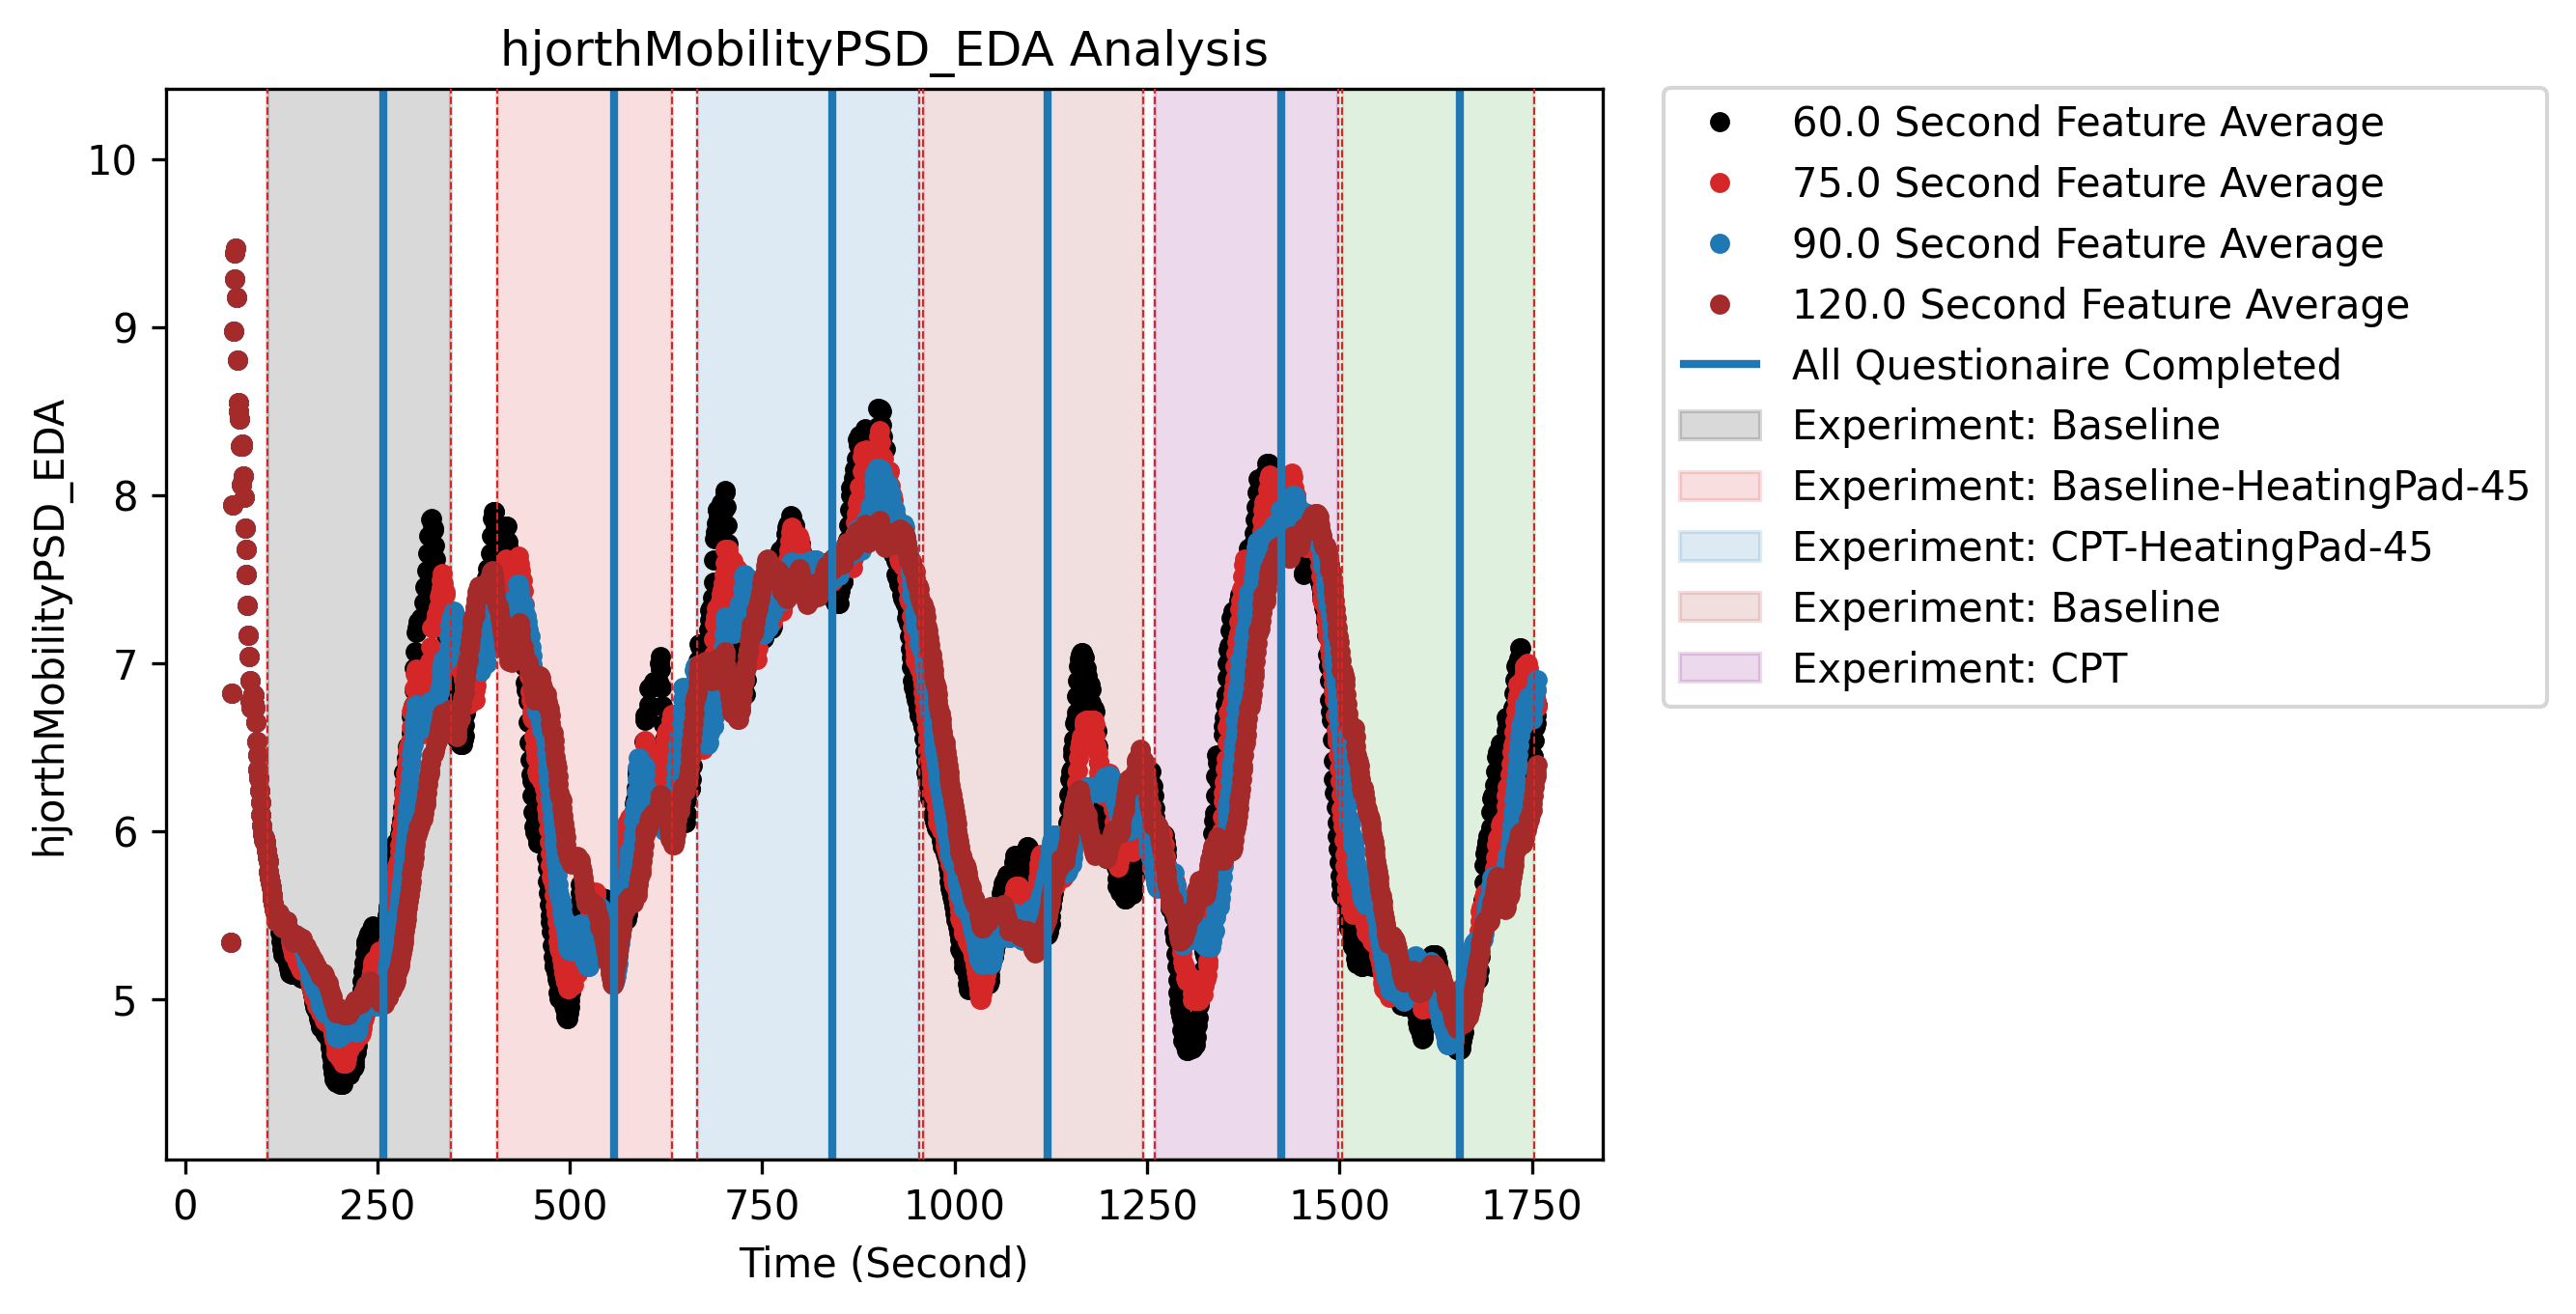 hjorthMobilityPSD_EDA Analysis
hjorthMobilityPSD_EDA
10
9
8
7
6
5
0
250
500
750
1000
1250
1500
1750
Time (Second)
60.0 Second Feature Average
75.0 Second Feature Average
90.0 Second Feature Average
120.0 Second Feature Average
All Questionaire Completed
Experiment: Baseline
Experiment: Baseline-HeatingPad-45
Experiment: CPT-HeatingPad-45
Experiment: Baseline
Experiment: CPT